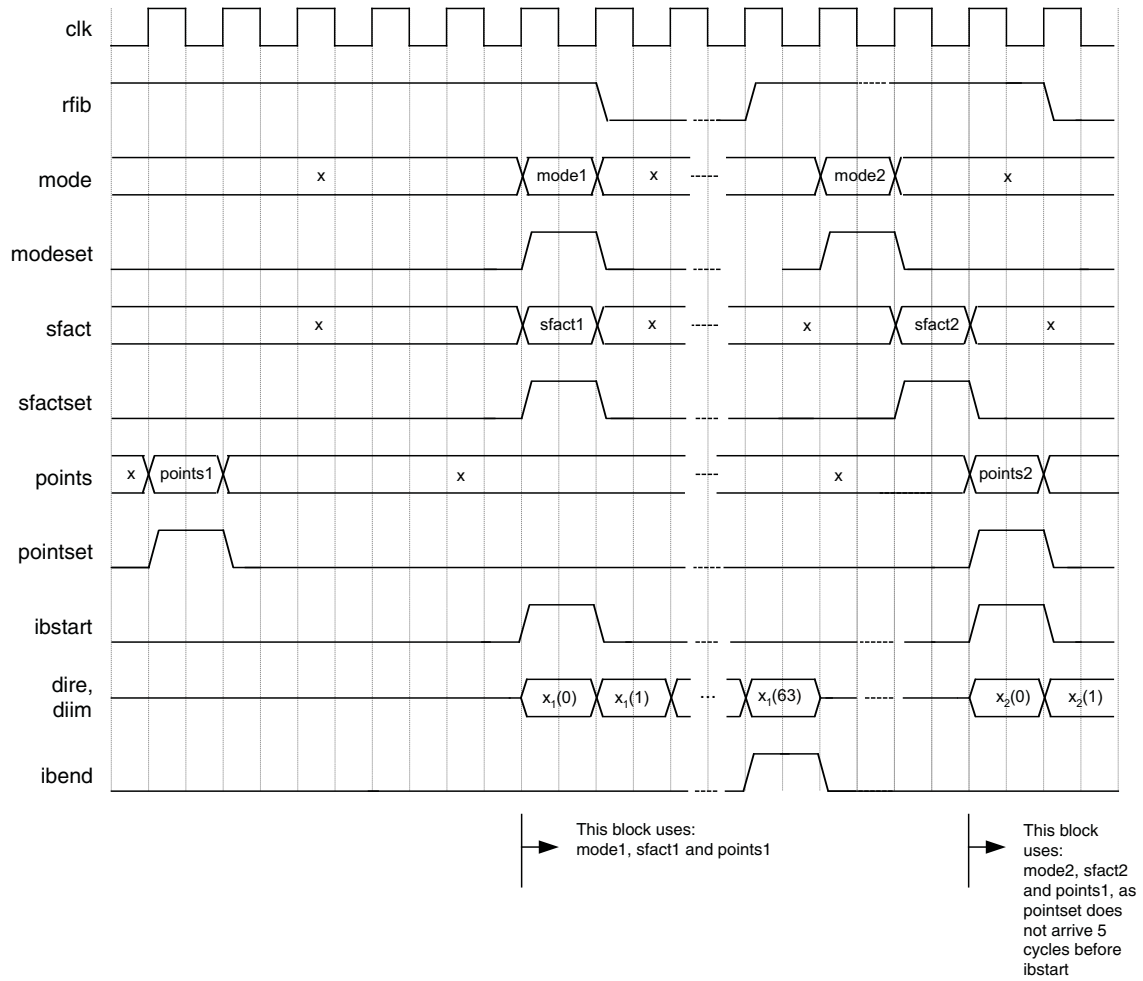 clk
rfib
mode
x
mode1
x
mode2
x
modeset
sfact
x
sfact1
x
x
sfact2
x
sfactset
points
x
points1
x
x
points2
pointset
ibstart
dire,
diim
x1(0)
x1(1)
...
x1(63)
x2(0)
x2(1)
ibend
This block uses:
mode1, sfact1 and points1
This
block
uses:
mode2, sfact2
and points1, as
pointset does
not arrive 5
cycles before
ibstart